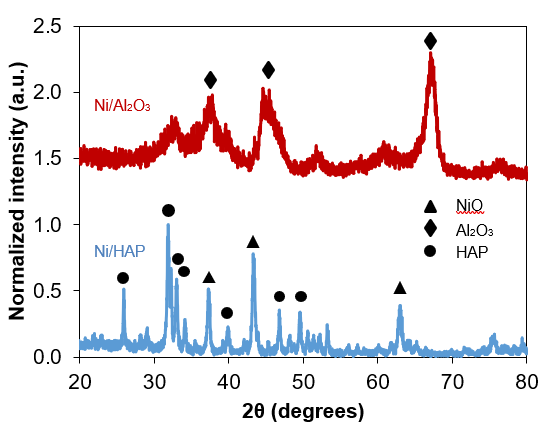 Normalized intensity (a.u.)
2.5
2.0
1.5
1.0
0.5
0.0
Ni/Al₂O₃
Ni/HAP
NiO
Al₂O₃
HAP
20 30 40 50 60 70 80
2θ (degrees)